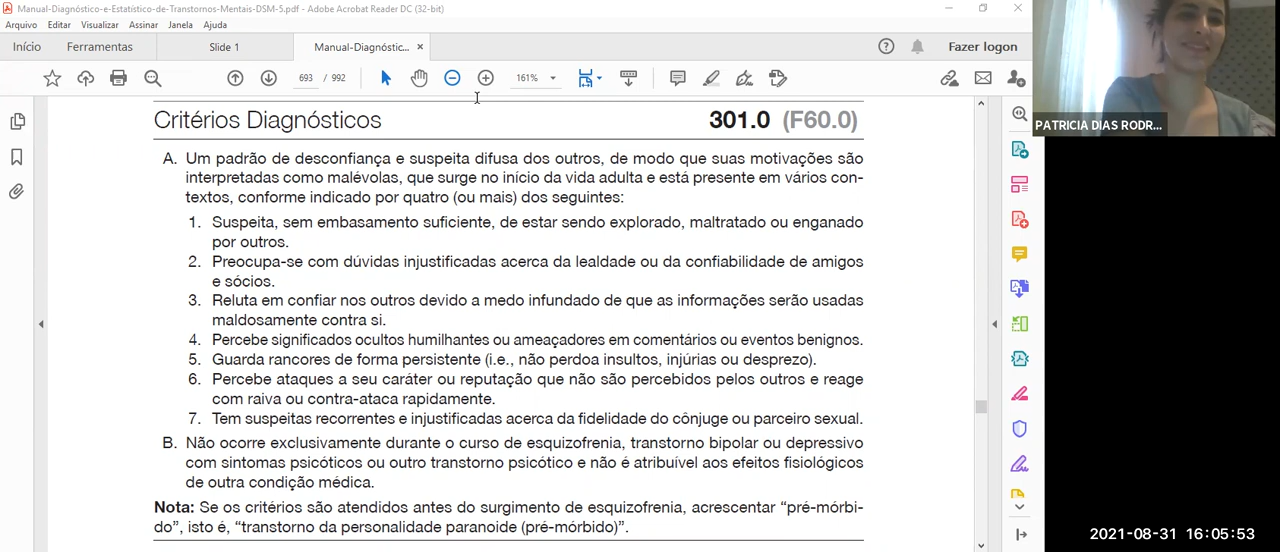 Manual-Diagnóstico-e-Estatístico-de-Transtornos-Mentais-DSM-5.pdf - Adobe Acrobat Reader DC (32-bit)
Arquivo Editar Visualizar Assinar Janela Ajuda
Início Ferramentas Slide 1 Manual-Diagnóstic... × Fazer logon
693 / 992 161%
PATRICIA DIAS RODR...
Critérios Diagnósticos 301.0 (F60.0)
A. Um padrão de desconfiança e suspeita difusa dos outros, de modo que suas motivações são
interpretadas como malévolas, que surge no início da vida adulta e está presente em vários con-
textos, conforme indicado por quatro (ou mais) dos seguintes:
1. Suspeita, sem embasamento suficiente, de estar sendo explorado, maltratado ou enganado
por outros.
2. Preocupa-se com dúvidas injustificadas acerca da lealdade ou da confiabilidade de amigos
e sócios.
3. Reluta em confiar nos outros devido a medo infundado de que as informações serão usadas
maldosamente contra si.
4. Percebe significados ocultos humilhantes ou ameaçadores em comentários ou eventos benignos.
5. Guarda rancores de forma persistente (i.e., não perdoa insultos, injúrias ou desprezo).
6. Percebe ataques a seu caráter ou reputação que não são percebidos pelos outros e reage
com raiva ou contra-ataca rapidamente.
7. Tem suspeitas recorrentes e injustificadas acerca da fidelidade do cônjuge ou parceiro sexual.
B. Não ocorre exclusivamente durante o curso de esquizofrenia, transtorno bipolar ou depressivo
com sintomas psicóticos ou outro transtorno psicótico e não é atribuível aos efeitos fisiológicos
de outra condição médica.
Nota: Se os critérios são atendidos antes do surgimento de esquizofrenia, acrescentar “pré-mórbi-
do”, isto é, “transtorno da personalidade paranoide (pré-mórbido)”.
2021-08-31 16:05:53